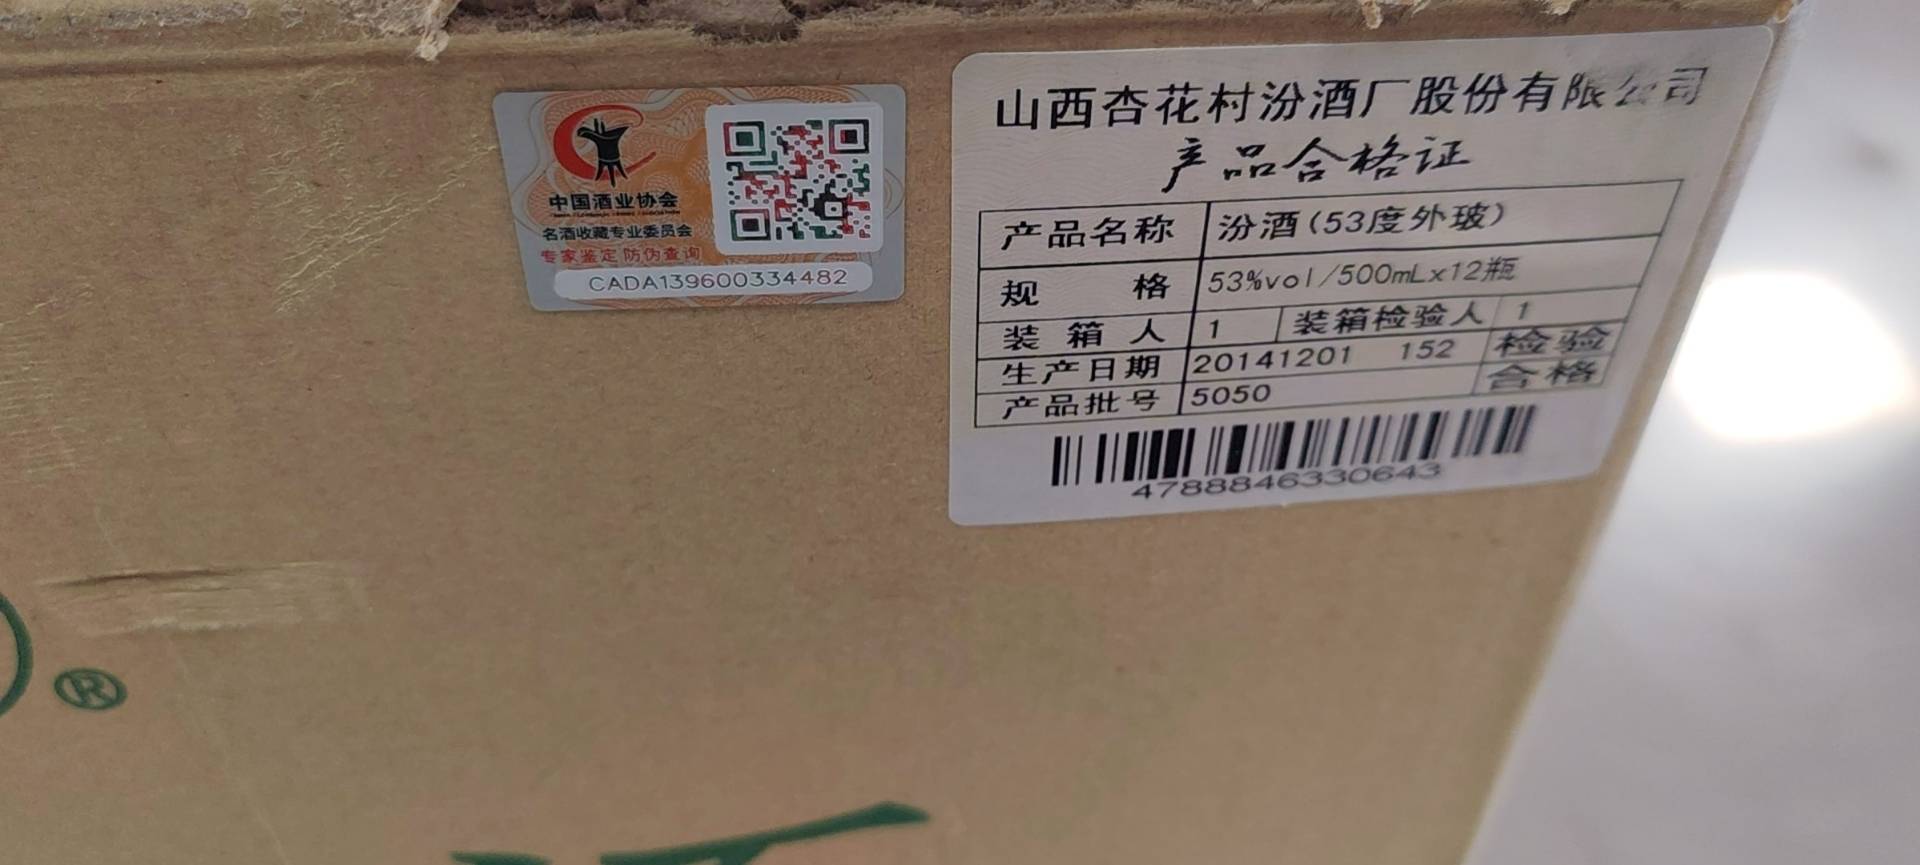 中国酒业协会
名酒收藏专业委员会
专家鉴定 防伪查询
CADA139600334482
山西杏花村汾酒厂股份有限公司
产品合格证
产品名称 汾酒(53度外玻)
规 格 53%vol/500mLx12瓶
装 箱 人 1 装箱检验人 1
生产日期 20141201 152 检验
产品批号 5050 合格
4788846330643
®